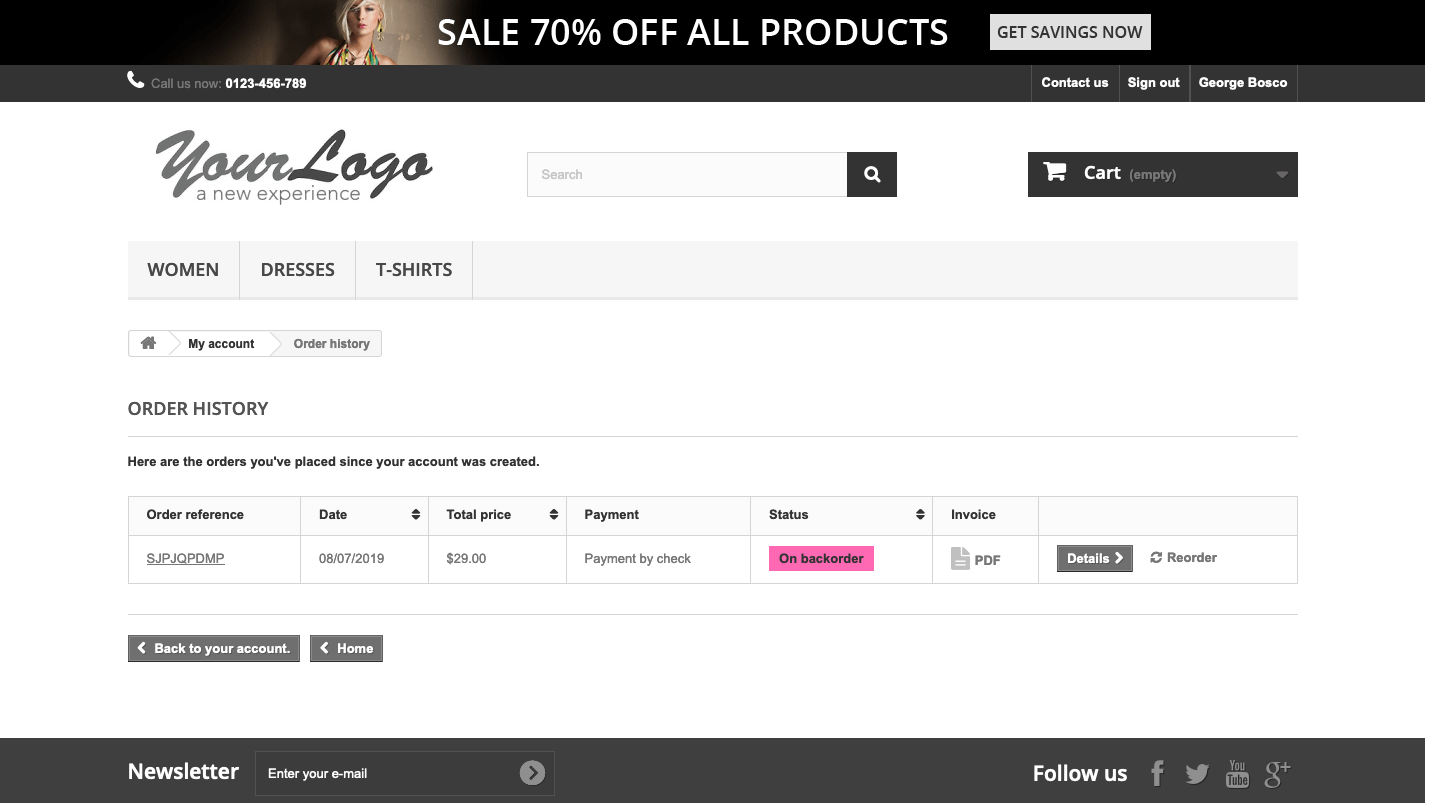 SALE 70% OFF ALL PRODUCTS GET SAVINGS NOW
Call us now: 0123-456-789 Contact us Sign out George Bosco
YourLogo
a new experience
Search
Cart (empty)
WOMEN DRESSES T-SHIRTS
My account Order history
ORDER HISTORY
Here are the orders you've placed since your account was created.
Order reference Date Total price Payment Status Invoice
SJPJQPDMP 08/07/2019 $29.00 Payment by check On backorder PDF Details Reorder
Back to your account. Home
Newsletter Enter your e-mail Follow us You Tube g+